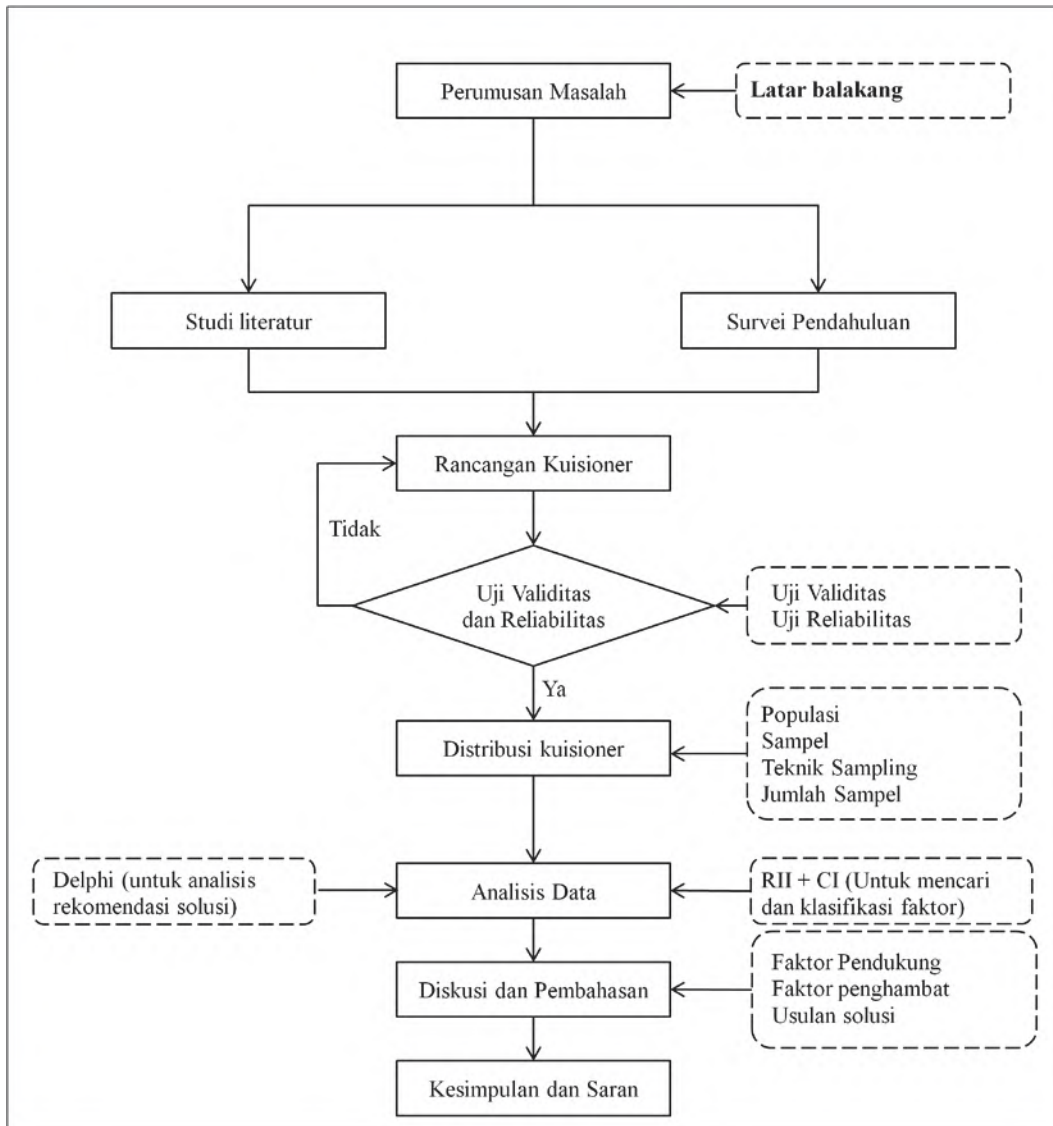 Perumusan Masalah
Latar balakang
Studi literatur
Survei Pendahuluan
Rancangan Kuisioner
Tidak
Uji Validitas
dan Reliabilitas
Uji Validitas
Uji Reliabilitas
Ya
Distribusi kuisioner
Populasi
Sampel
Teknik Sampling
Jumlah Sampel
Delphi (untuk analisis
rekomendasi solusi)
Analisis Data
RII + CI (Untuk mencari
dan klasifikasi faktor)
Diskusi dan Pembahasan
Faktor Pendukung
Faktor penghambat
Usulan solusi
Kesimpulan dan Saran